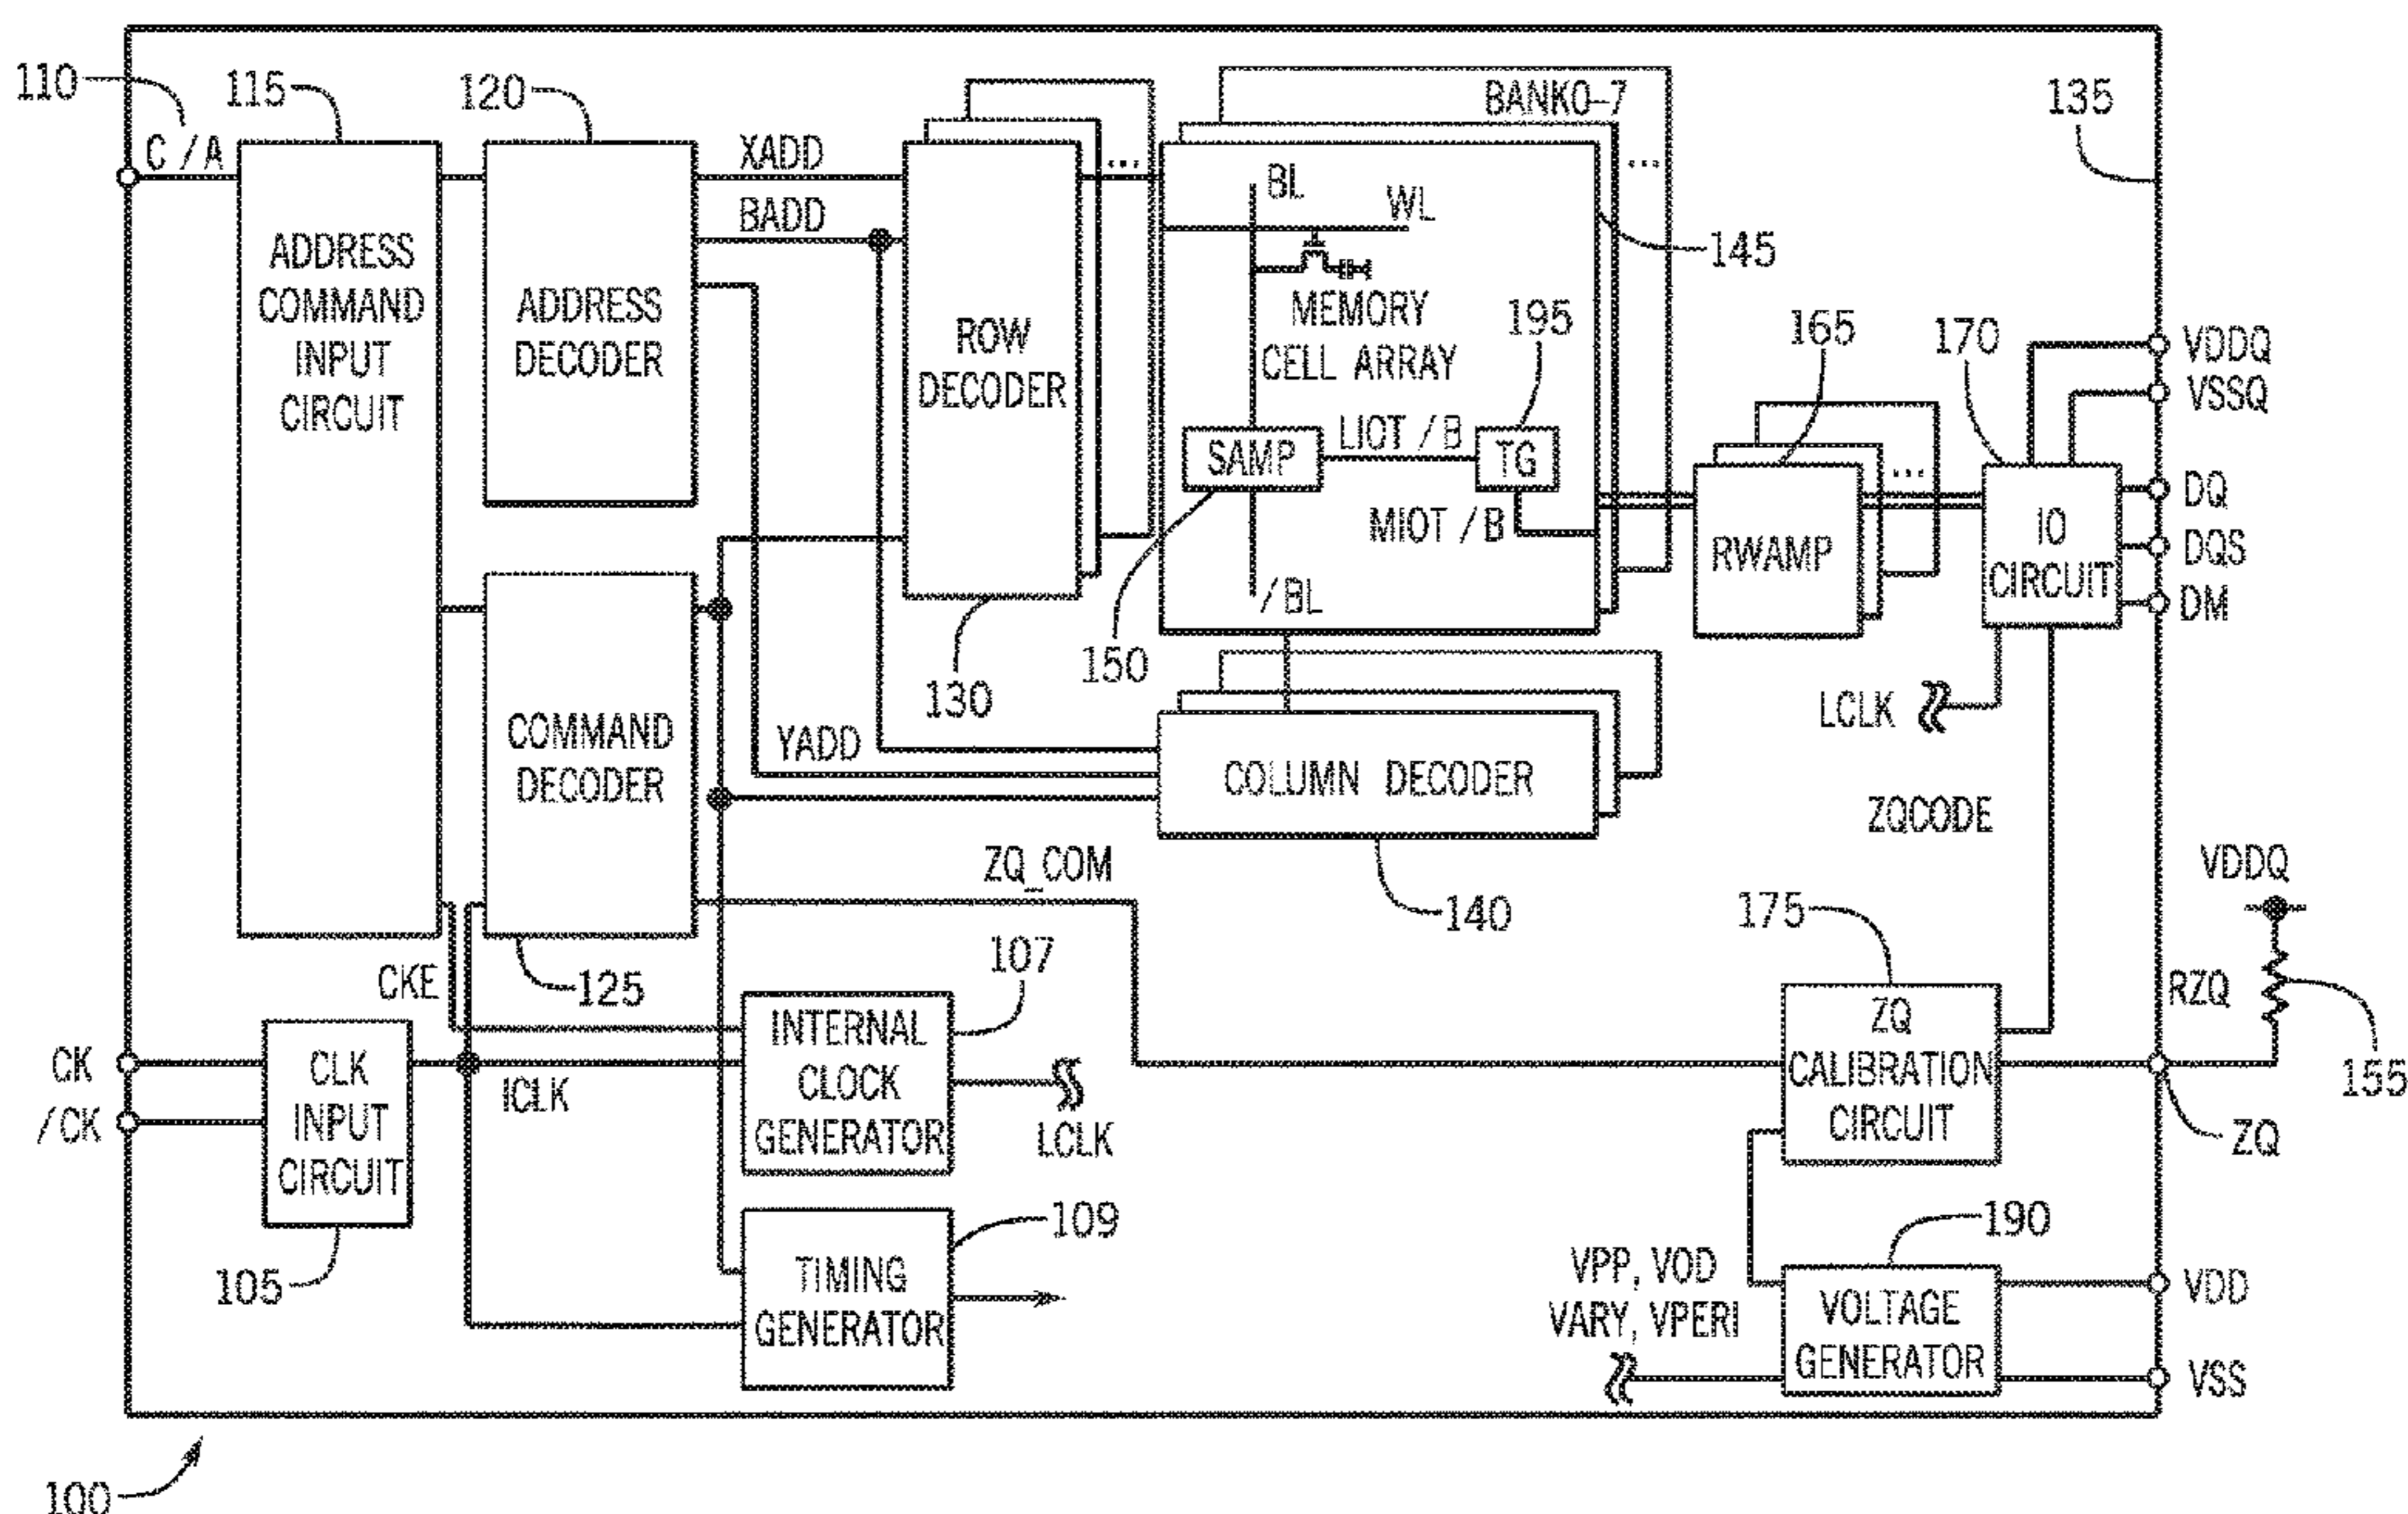 110
C/A
115
120
XADD
BADD
BANK0-7
135
ADDRESS
COMMAND
INPUT
CIRCUIT
ADDRESS
DECODER
ROW
DECODER
...
...
BL
WL
145
MEMORY
CELL ARRAY
195
SAMP
LIOT/B
TG
MIOT/B
/BL
150
130
165
...
RWAMP
170
IO
CIRCUIT
VDDQ
VSSQ
DQ
DQS
DM
LCLK
COMMAND
DECODER
YADD
COLUMN DECODER
140
ZQCODE
ZQ_COM
CKE
125
107
175
VDDQ
RZQ
155
CK
/CK
CLK
INPUT
CIRCUIT
105
ICLK
INTERNAL
CLOCK
GENERATOR
LCLK
ZQ
CALIBRATION
CIRCUIT
ZQ
TIMING
GENERATOR
109
190
VPP, VOD
VARY, VPERI
VOLTAGE
GENERATOR
VDD
VSS
100